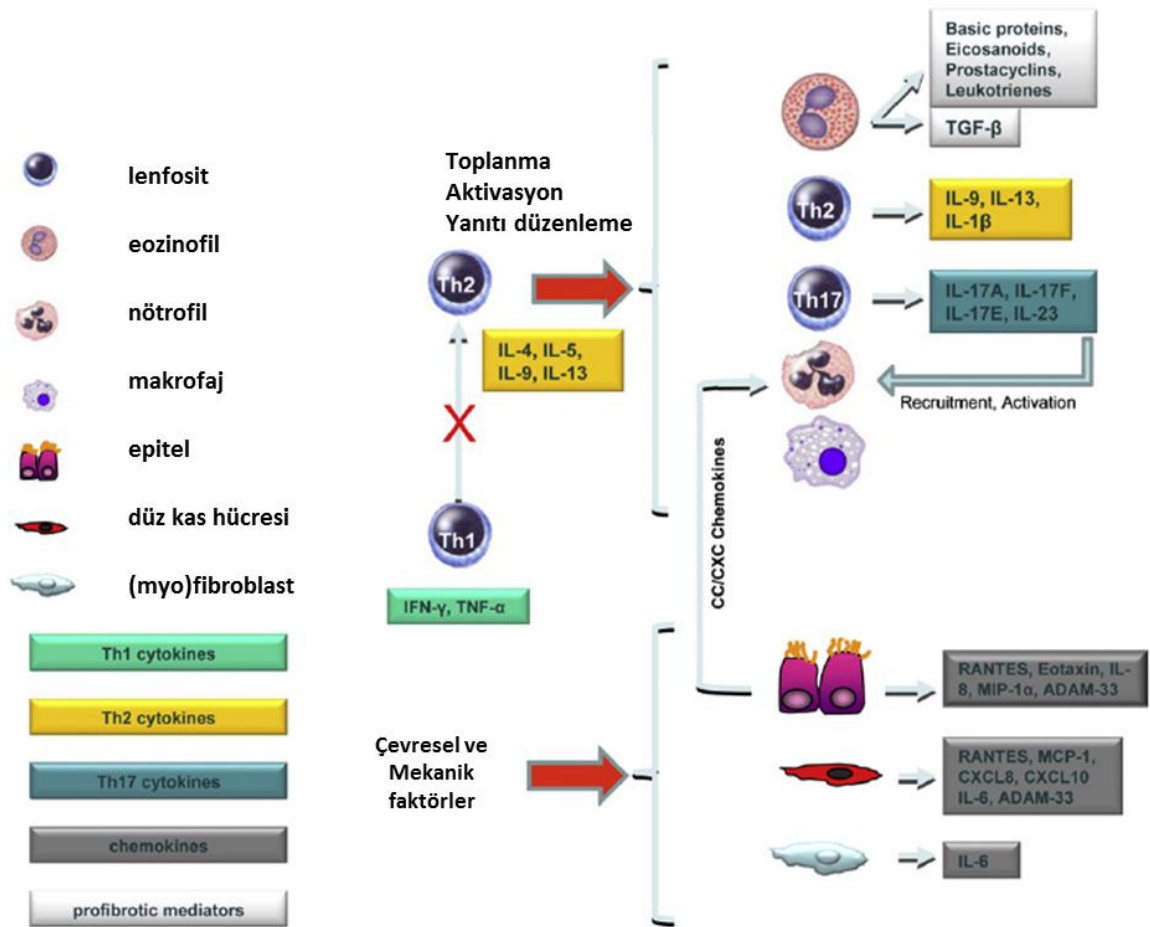 lenfosit
eozinofil
nötrofil
makrofaj
epitel
düz kas hücresi
(myo)fibroblast
Th1 cytokines
Th2 cytokines
Th17 cytokines
chemokines
profibrotic mediators
Toplanma
Aktivasyon
Yanıtı düzenleme
Th2
IL-4, IL-5,
IL-9, IL-13
X
Th1
IFN-γ, TNF-α
Çevresel ve
Mekanik
faktörler
Basic proteins,
Eicosanoids,
Prostacyclins,
Leukotrienes
TGF-β
Th2
IL-9, IL-13,
IL-1β
Th17
IL-17A, IL-17F,
IL-17E, IL-23
Recruitment, Activation
CC/CXC Chemokines
RANTES, Eotaxin, IL-
8, MIP-1α, ADAM-33
RANTES, MCP-1,
CXCL8, CXCL10
IL-6, ADAM-33
IL-6